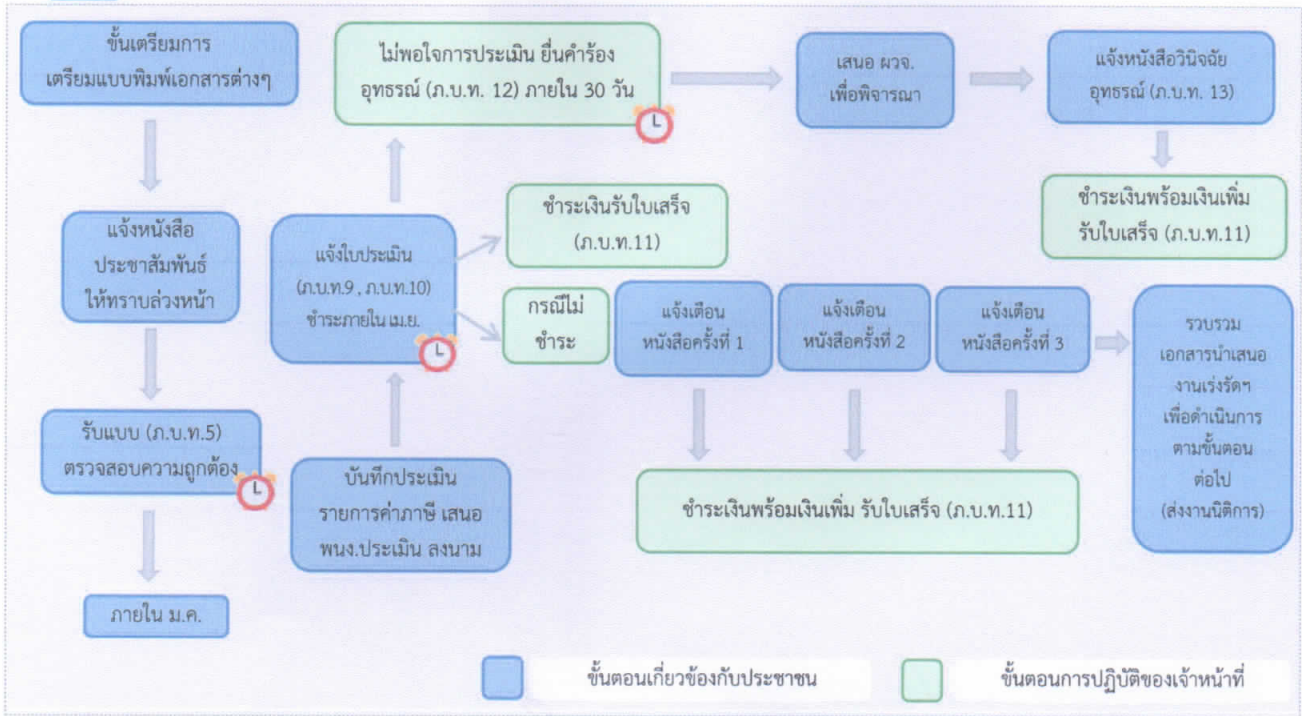 ขั้นเตรียมการ
เตรียมแบบพิมพ์เอกสารต่างๆ
แจ้งหนังสือ
ประชาสัมพันธ์
ให้ทราบล่วงหน้า
รับแบบ (ภ.บ.ท.5)
ตรวจสอบความถูกต้อง
ภายใน ม.ค.
บันทึกประเมิน
รายการค่าภาษี เสนอ
พนง.ประเมิน ลงนาม
แจ้งใบประเมิน
(ภ.บ.ท.9 , ภ.บ.ท.10)
ชำระภายใน เม.ย.
ไม่พอใจการประเมิน ยื่นคำร้อง
อุทธรณ์ (ภ.บ.ท. 12) ภายใน 30 วัน
เสนอ ผวจ.
เพื่อพิจารณา
แจ้งหนังสือวินิจฉัย
อุทธรณ์ (ภ.บ.ท. 13)
ชำระเงินพร้อมเงินเพิ่ม
รับใบเสร็จ (ภ.บ.ท.11)
ชำระเงินรับใบเสร็จ
(ภ.บ.ท.11)
กรณีไม่
ชำระ
แจ้งเตือน
หนังสือครั้งที่ 1
แจ้งเตือน
หนังสือครั้งที่ 2
แจ้งเตือน
หนังสือครั้งที่ 3
รวบรวม
เอกสารนำเสนอ
งานเร่งรัดฯ
เพื่อดำเนินการ
ตามขั้นตอน
ต่อไป
(ส่งงานนิติการ)
ชำระเงินพร้อมเงินเพิ่ม รับใบเสร็จ (ภ.บ.ท.11)
ขั้นตอนเกี่ยวข้องกับประชาชน
ขั้นตอนการปฏิบัติของเจ้าหน้าที่